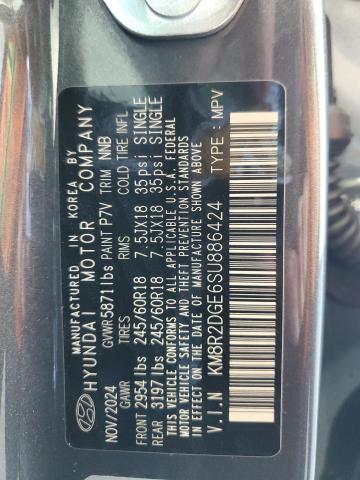 MANUFACTURED IN KOREA BY
HYUNDAI MOTOR COMPANY
NOV/2024 GVWR 5871 lbs PAINT P7V TRIM NNB
GAWR TIRES RIMS COLD TIRE INFL
FRONT 2954 lbs 245/60R18 7.5JX18 35psi SINGLE
REAR 3197 lbs 245/60R18 7.5JX18 35psi SINGLE
THIS VEHICLE CONFORMS TO ALL APPLICABLE U.S.A. FEDERAL
MOTOR VEHICLE SAFETY AND THEFT PREVENTION STANDARDS
IN EFFECT ON THE DATE OF MANUFACTURE SHOWN ABOVE
V.I.N KM8R2DGE6SU886424 TYPE : MPV